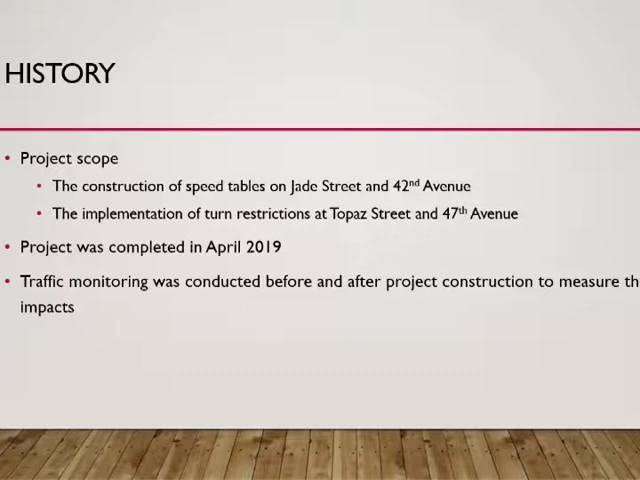 HISTORY
• Project scope
• The construction of speed tables on Jade Street and 42nd Avenue
• The implementation of turn restrictions at Topaz Street and 47th Avenue
• Project was completed in April 2019
• Traffic monitoring was conducted before and after project construction to measure th
impacts